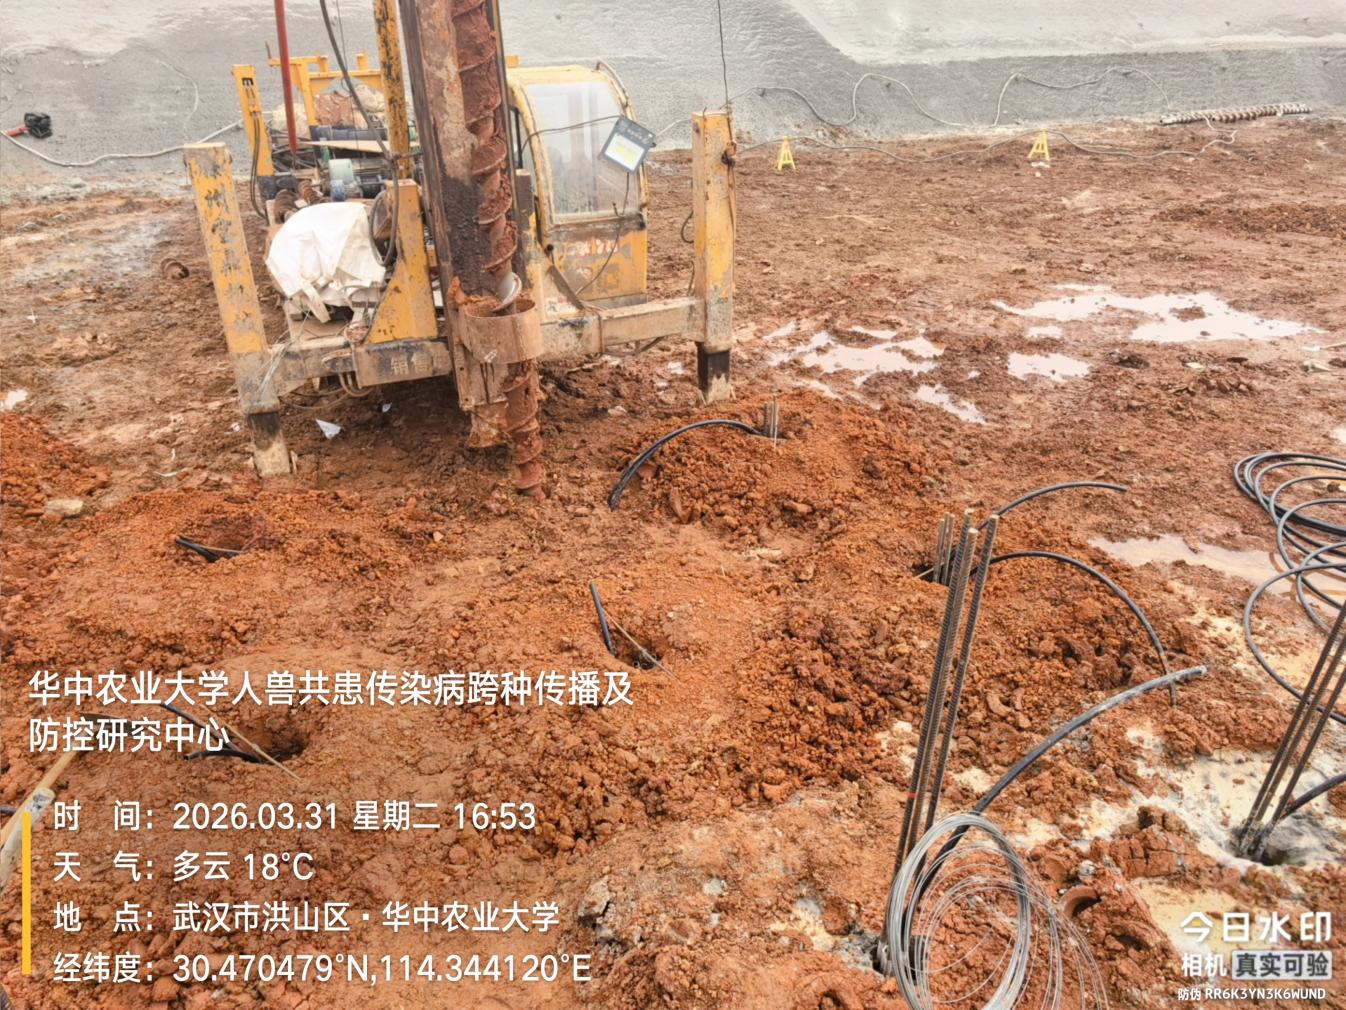 华中农业大学人兽共患传染病跨种传播及
防控研究中心
时 间：2026.03.31 星期二 16:53
天 气：多云 18°C
地 点：武汉市洪山区·华中农业大学
经纬度：30.470479°N,114.344120°E
今日水印
相机 真实可验
防伪 RR6K3YN3K6WUND